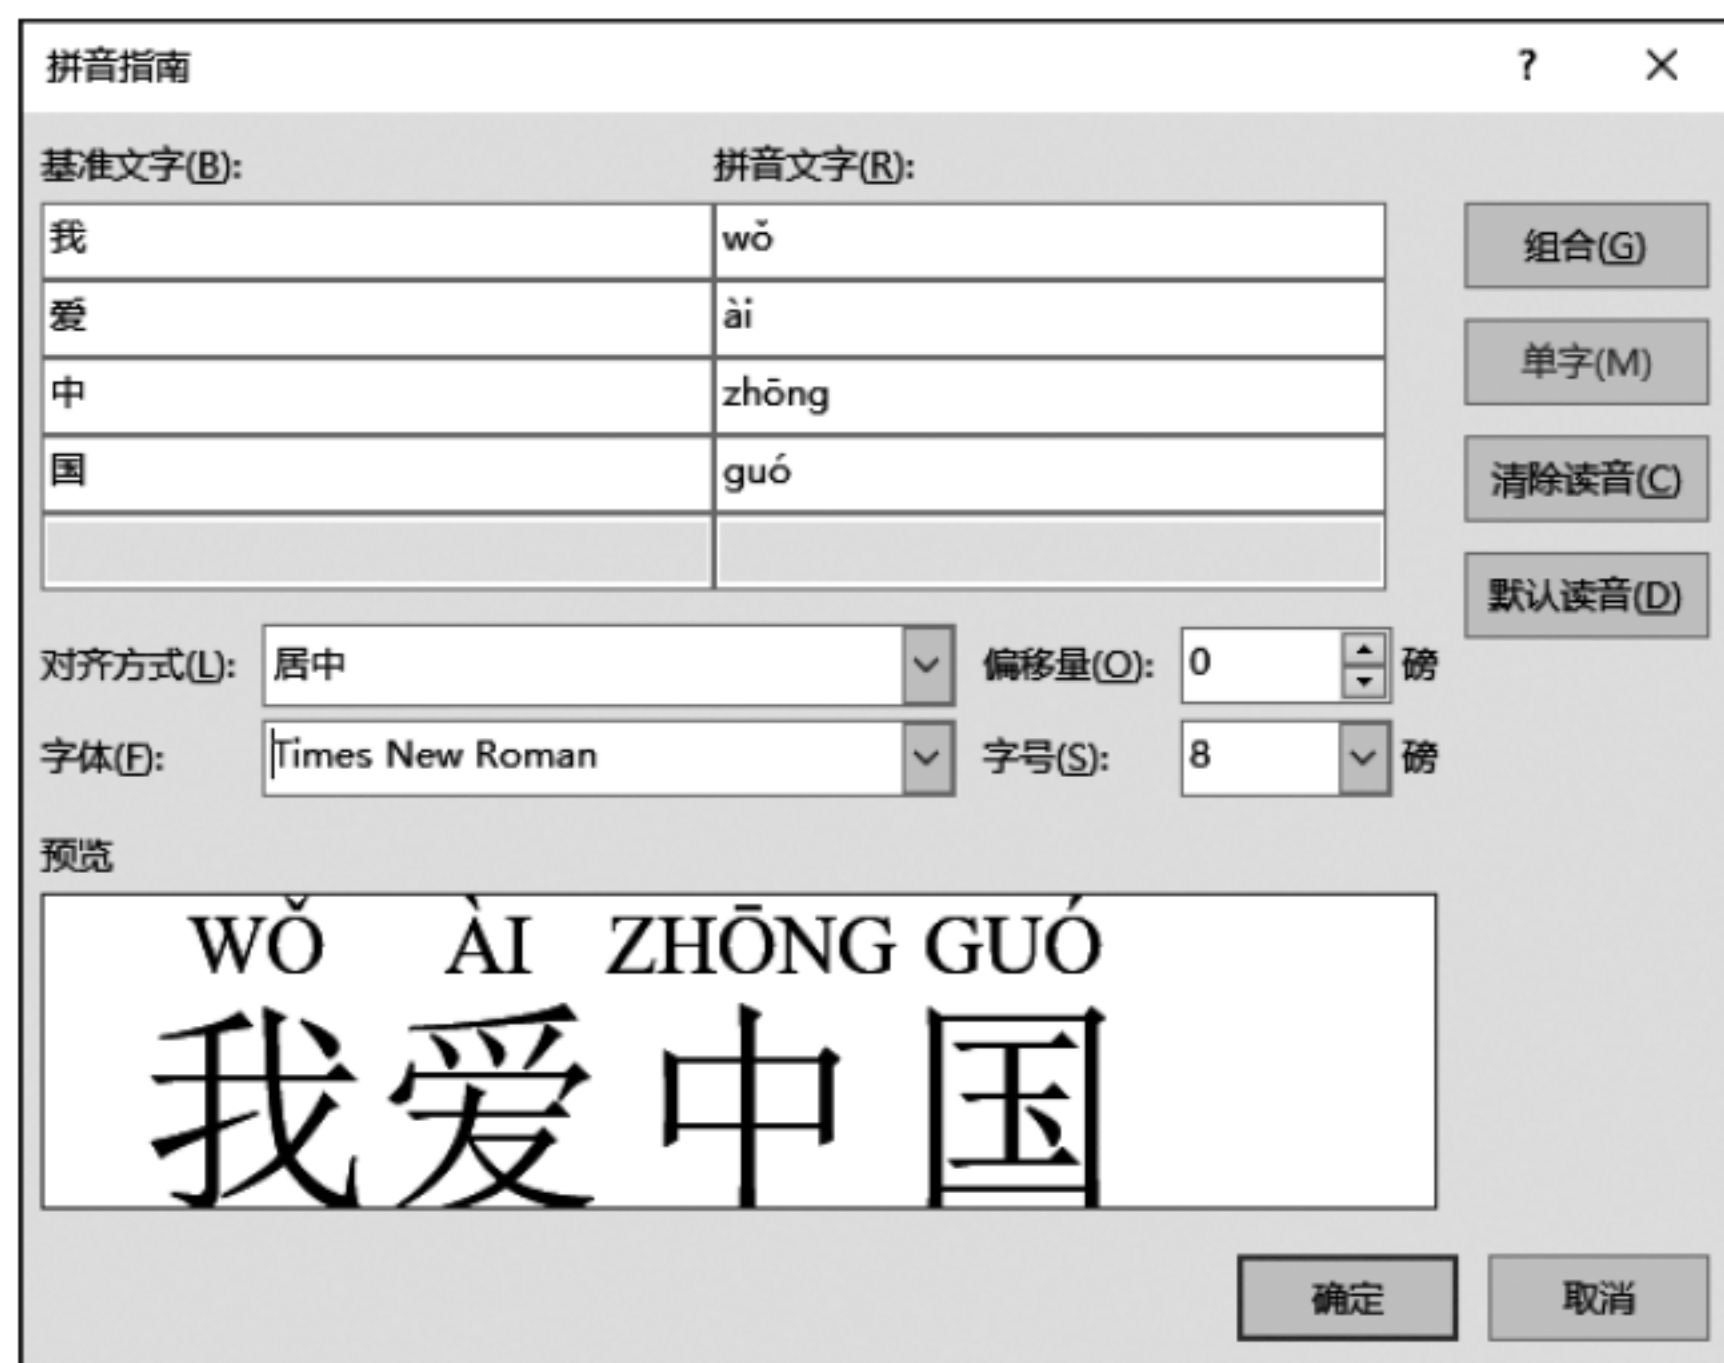 拼音指南 ? ×
基准文字(B): 拼音文字(R):
我 wǒ
爱 ài
中 zhōng
国 guó
组合(G)
单字(M)
清除读音(C)
默认读音(D)
对齐方式(L): 居中 偏移量(O): 0 磅
字体(F): Times New Roman 字号(S): 8 磅
预览
WǑ ÀI ZHŌNG GUÓ
我爱中国
确定 取消